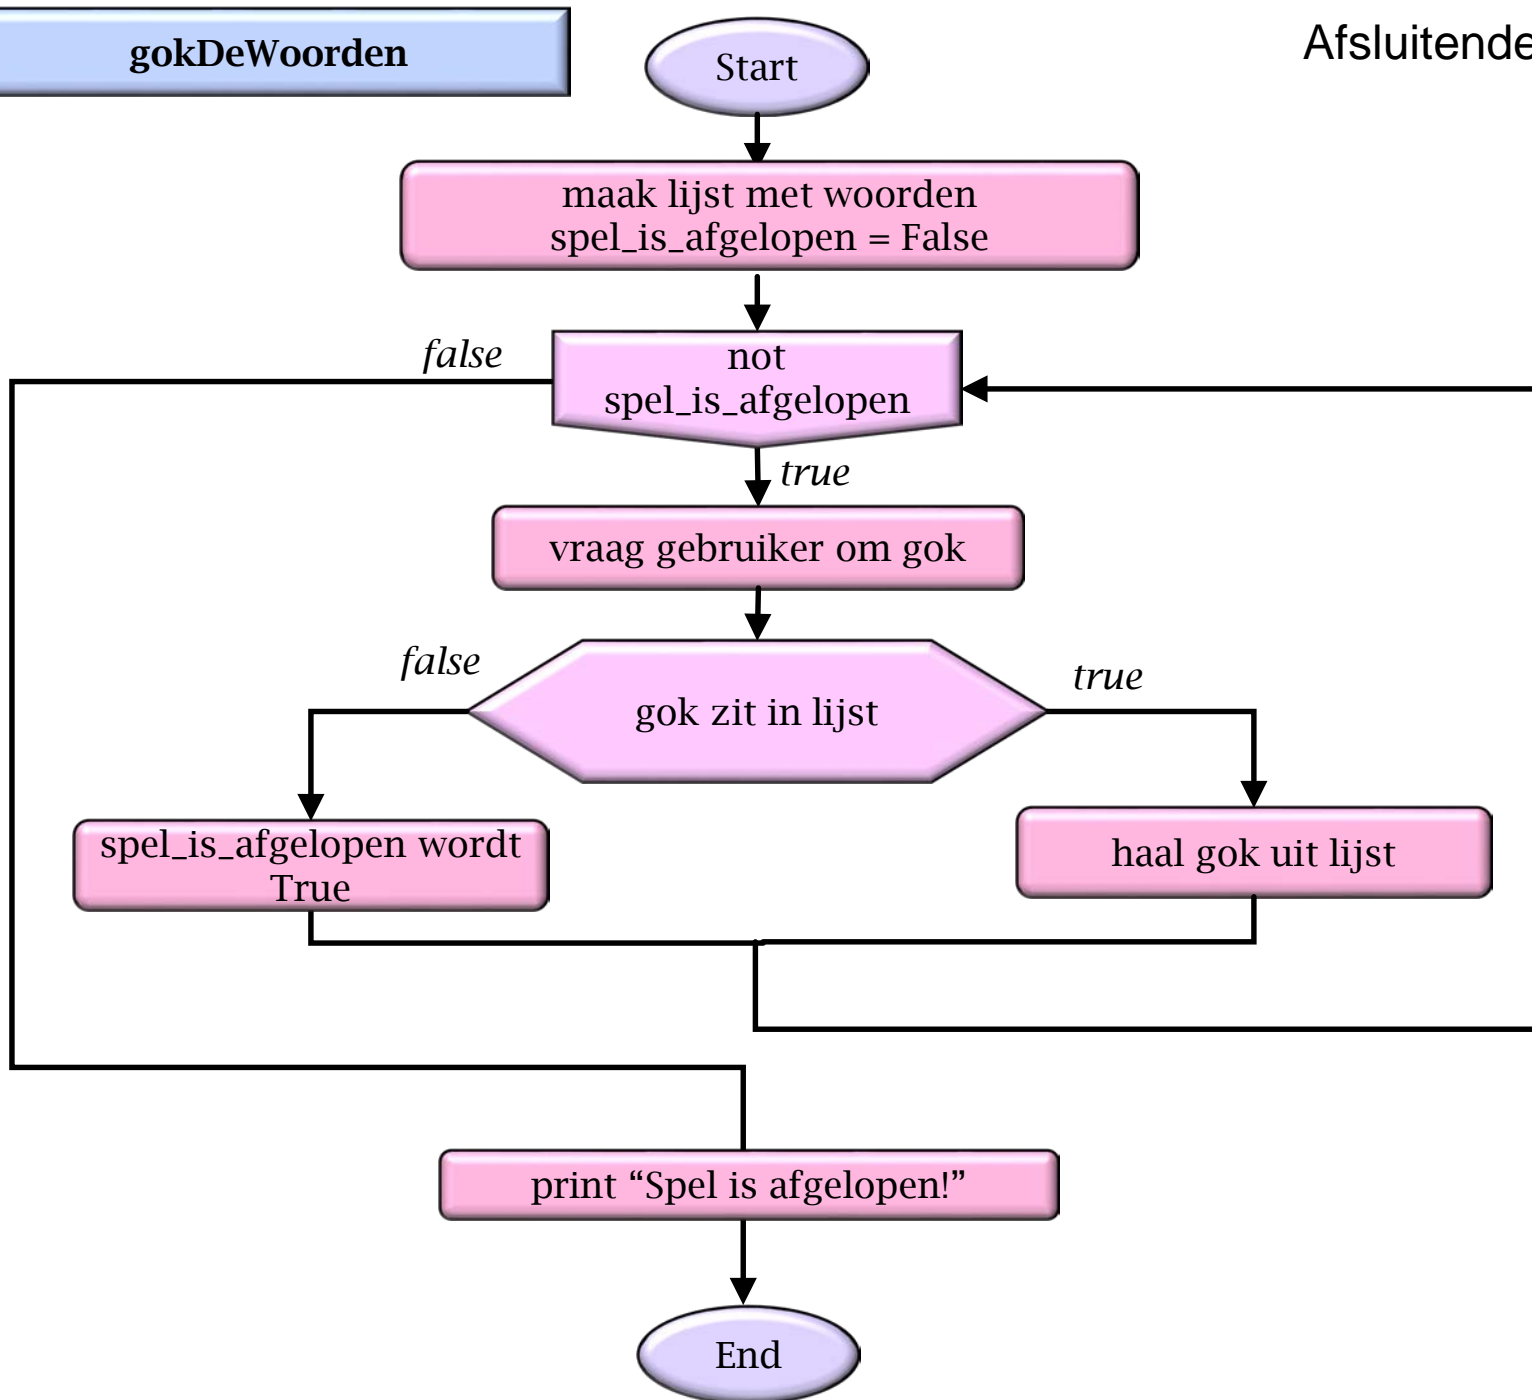 gokDeWoorden
Start
Afsluitende
maak lijst met woorden
spel_is_afgelopen = False
false
not
spel_is_afgelopen
true
vraag gebruiker om gok
false
true
gok zit in lijst
spel_is_afgelopen wordt
True
haal gok uit lijst
print “Spel is afgelopen!”
End